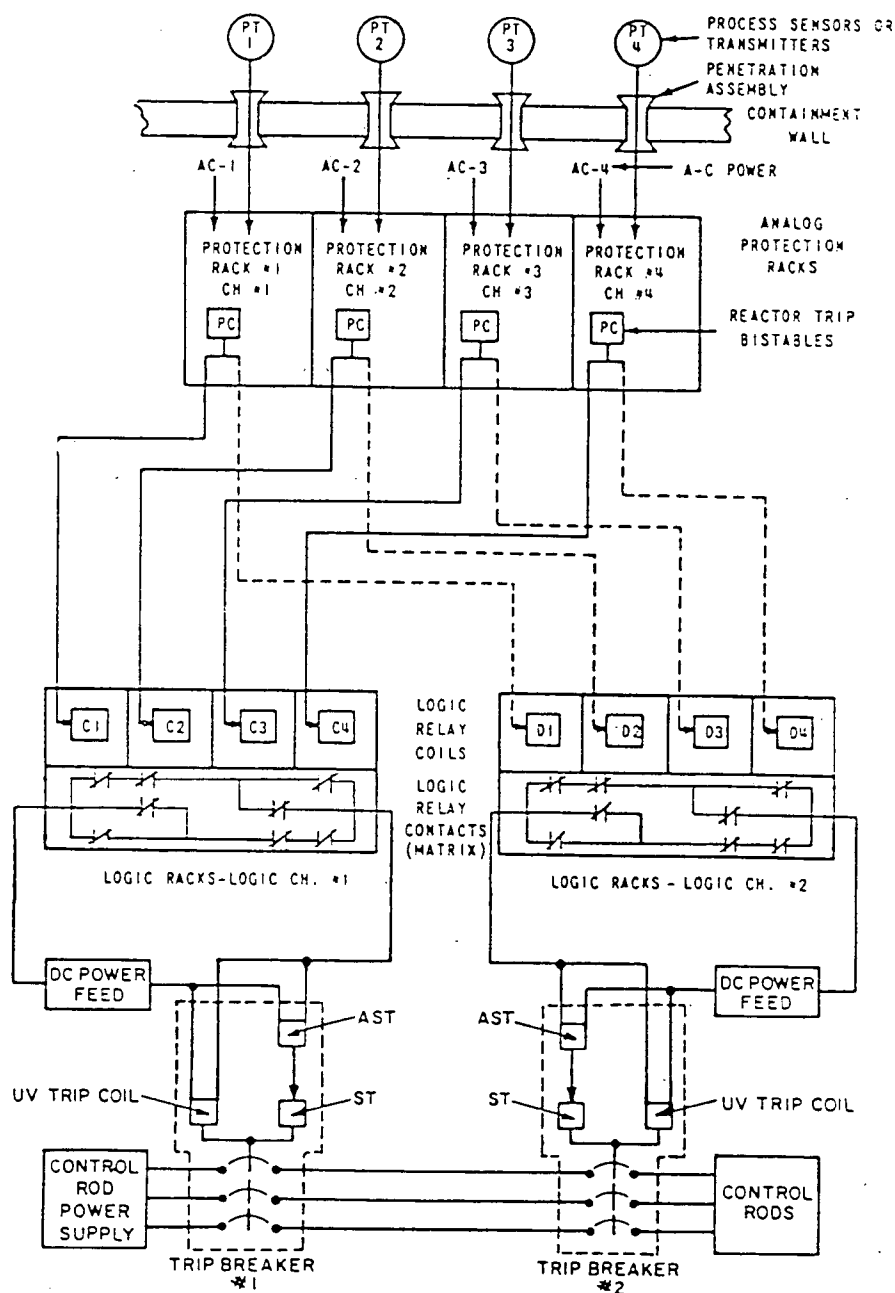 PT
1
PT
2
PT
3
PT
4
PROCESS SENSORS OR
TRANSMITTERS
PENETRATION
ASSEMBLY
CONTAINMENT
WALL
AC-1
AC-2
AC-3
AC-4
A-C POWER
PROTECTION
RACK #1
CH #1
PROTECTION
RACK #2
CH #2
PROTECTION
RACK #3
CH #3
PROTECTION
RACK #4
CH #4
ANALOG
PROTECTION
RACKS
PC
PC
PC
PC
REACTOR TRIP
BISTABLES
C1
C2
C3
C4
LOGIC
RELAY
COILS
D1
D2
D3
D4
LOGIC
RELAY
CONTACTS
(MATRIX)
LOGIC RACKS-LOGIC CH. #1
LOGIC RACKS - LOGIC CH. #2
DC POWER
FEED
DC POWER
FEED
AST
AST
UV TRIP COIL
ST
ST
UV TRIP COIL
CONTROL
ROD
POWER
SUPPLY
CONTROL
RODS
TRIP BREAKER
#1
TRIP BREAKER
#2